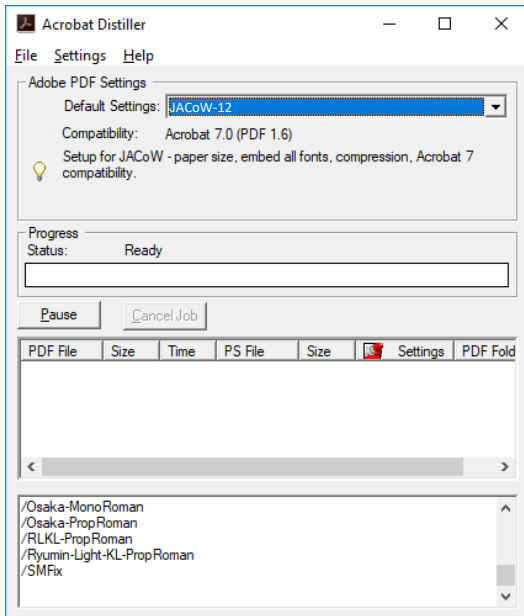 Acrobat Distiller
File Settings Help
Adobe PDF Settings
Default Settings: JACoW-12
Compatibility: Acrobat 7.0 (PDF 1.6)
Setup for JACoW - paper size, embed all fonts, compression, Acrobat 7
compatibility.
Progress
Status: Ready
Pause Cancel Job
PDF File Size Time PS File Size Settings PDF Fold
/Osaka-MonoRoman
/Osaka-PropRoman
/RLKL-PropRoman
/Ryumin-Light-KL-PropRoman
/SMFix